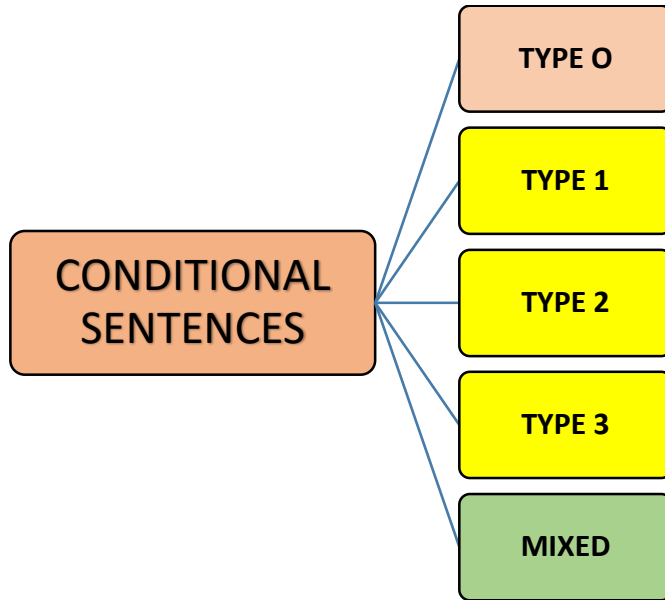 CONDITIONAL
SENTENCES
TYPE O
TYPE 1
TYPE 2
TYPE 3
MIXED